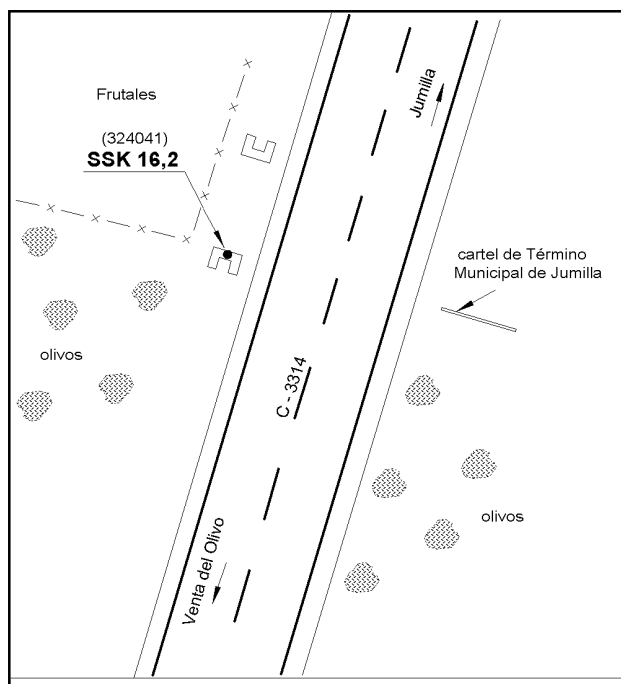 Frutales
(324041)
SSK 16,2
Jumilla
cartel de Término
Municipal de Jumilla
olivos
C - 3314
olivos
Venta del Olivo